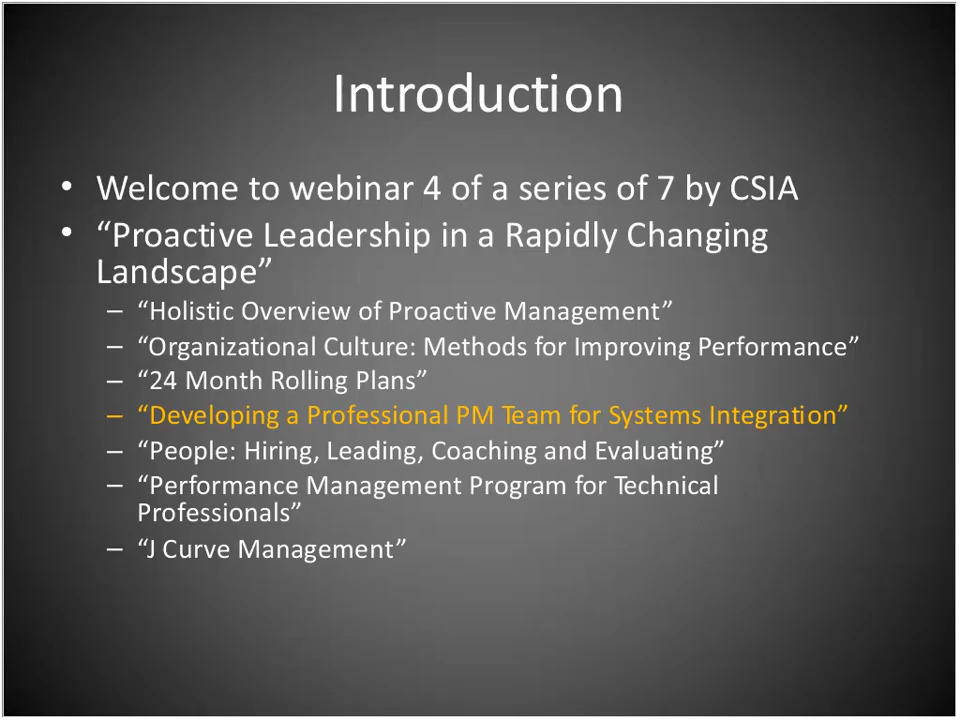 Introduction
• Welcome to webinar 4 of a series of 7 by CSIA
• “Proactive Leadership in a Rapidly Changing
Landscape”
– “Holistic Overview of Proactive Management”
– “Organizational Culture: Methods for Improving Performance”
– “24 Month Rolling Plans”
– “Developing a Professional PM Team for Systems Integration”
– “People: Hiring, Leading, Coaching and Evaluating”
– “Performance Management Program for Technical
Professionals”
– “J Curve Management”